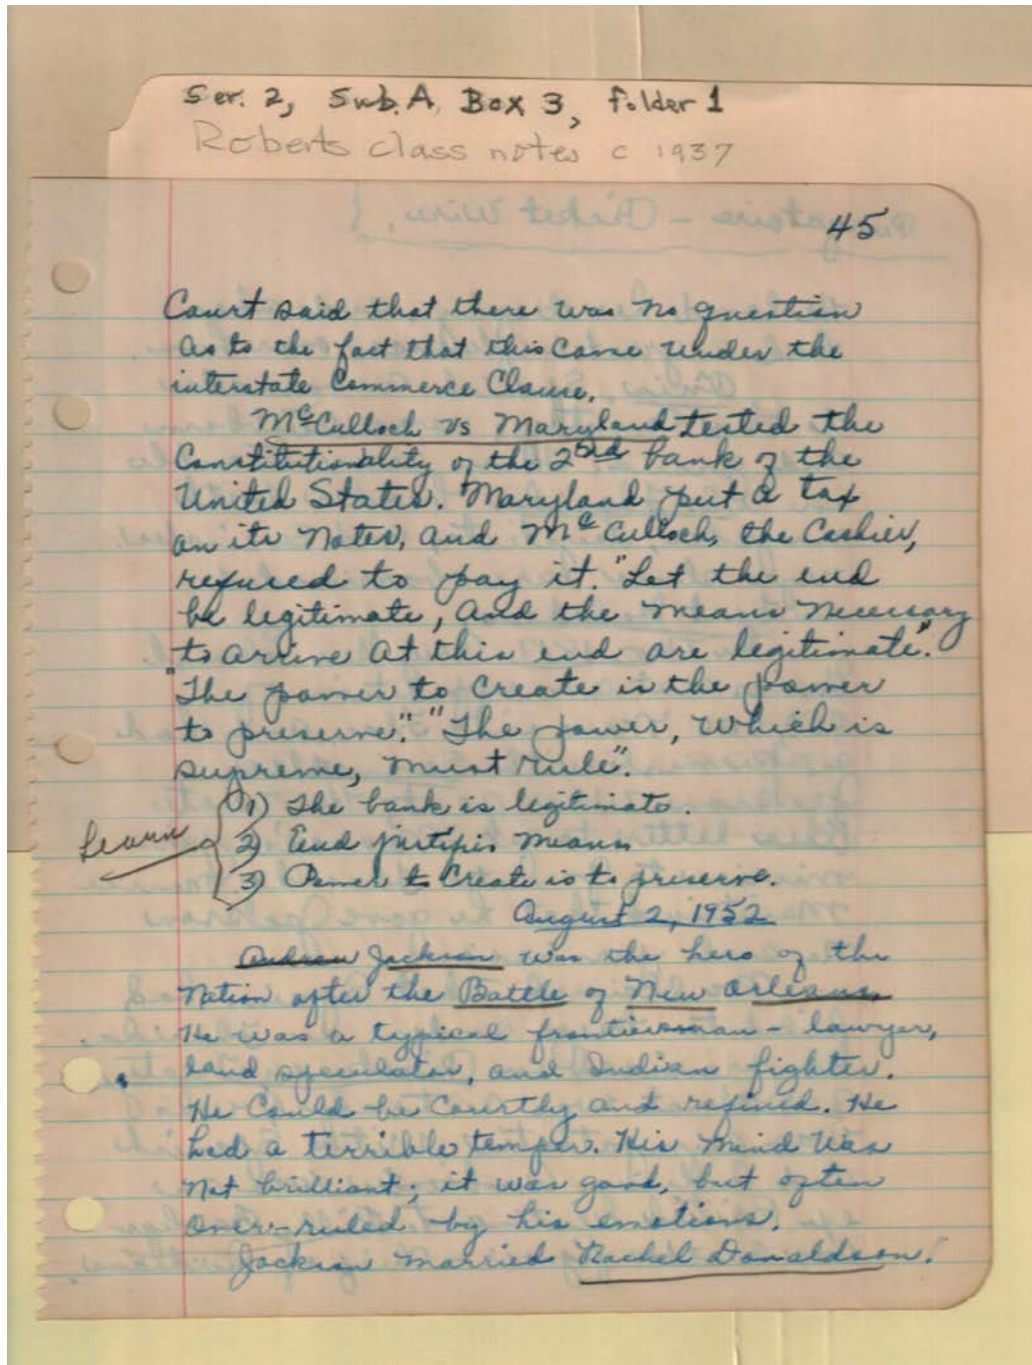 Ser. 2, Sub. A, Box 3, folder 1
Roberts class notes c 1937
45
Court said that there was no question
as to the fact that this came under the
interstate Commerce Clause.
McCulloch vs Maryland tested the
Constitutionality of the 2nd bank of the
United States. Maryland put a tax
on its notes, and McCulloch, the Cashier,
refused to pay it. "Let the end
be legitimate, and the means necessary
to arrive at this end are legitimate".
"The power to create is the power
to preserve". "The power, which is
supreme, must rule".
Learn
1) The bank is legitimate.
2) End justifies means
3) Power to create is to preserve.
August 2, 1952
Andrew Jackson was the hero of the
Nation after the Battle of New Orleans.
He was a typical frontiersman - lawyer,
land speculator, and Indian fighter.
He could be courtly and refined. He
had a terrible temper. His mind was
not brilliant; it was good, but often
over-ruled by his emotions.
Jackson married Rachel Donaldson.